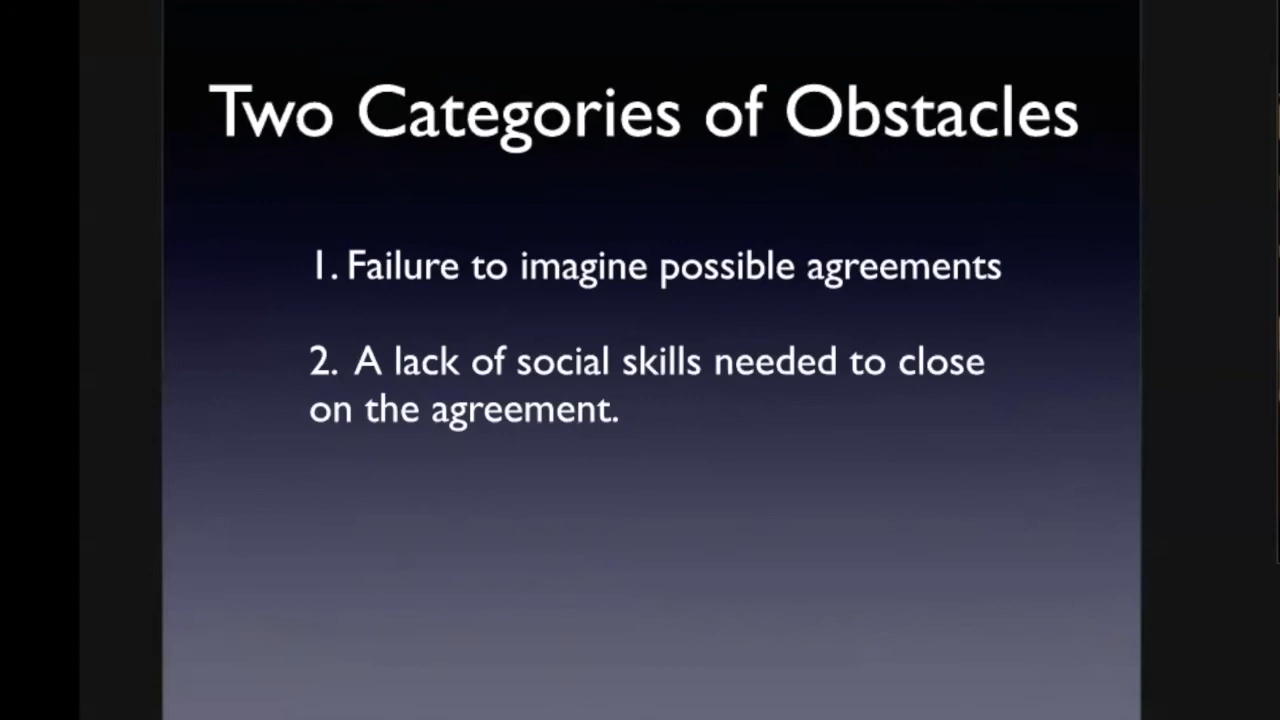 Two Categories of Obstacles
1. Failure to imagine possible agreements
2. A lack of social skills needed to close
on the agreement.